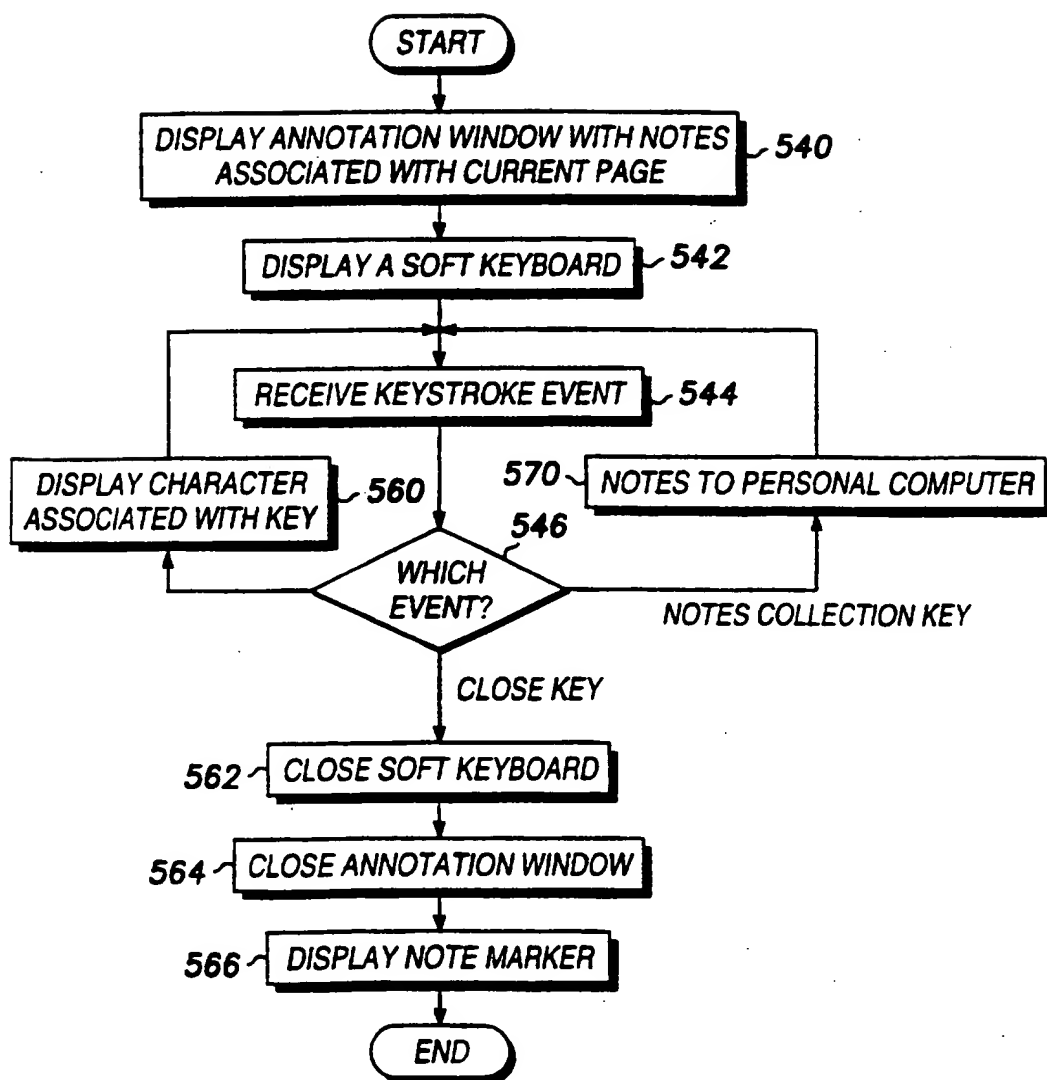 START
DISPLAY ANNOTATION WINDOW WITH NOTES
ASSOCIATED WITH CURRENT PAGE
540
DISPLAY A SOFT KEYBOARD
542
RECEIVE KEYSTROKE EVENT
544
DISPLAY CHARACTER
ASSOCIATED WITH KEY
560
570
NOTES TO PERSONAL COMPUTER
546
WHICH
EVENT?
NOTES COLLECTION KEY
CLOSE KEY
562
CLOSE SOFT KEYBOARD
564
CLOSE ANNOTATION WINDOW
566
DISPLAY NOTE MARKER
END